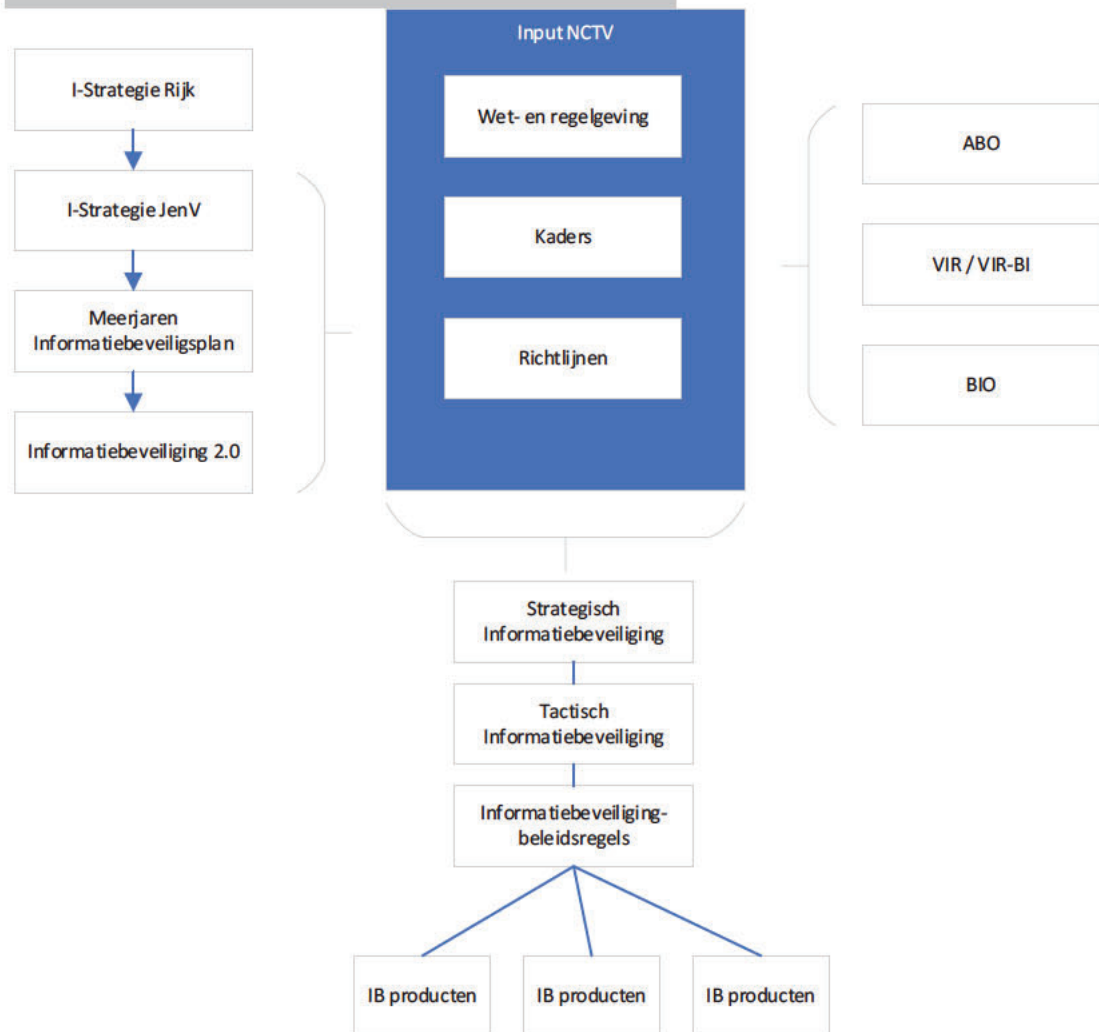 Input NCTV
I-Strategie Rijk
I-Strategie JenV
Meerjaren
Informatiebeveiligsplan
Informatiebeveiliging 2.0
Wet- en regelgeving
Kaders
Richtlijnen
ABO
VIR / VIR-BI
BIO
Strategisch
Informatiebeveiliging
Tactisch
Informatiebeveiliging
Informatiebeveiliging-
beleidsregels
IB producten
IB producten
IB producten